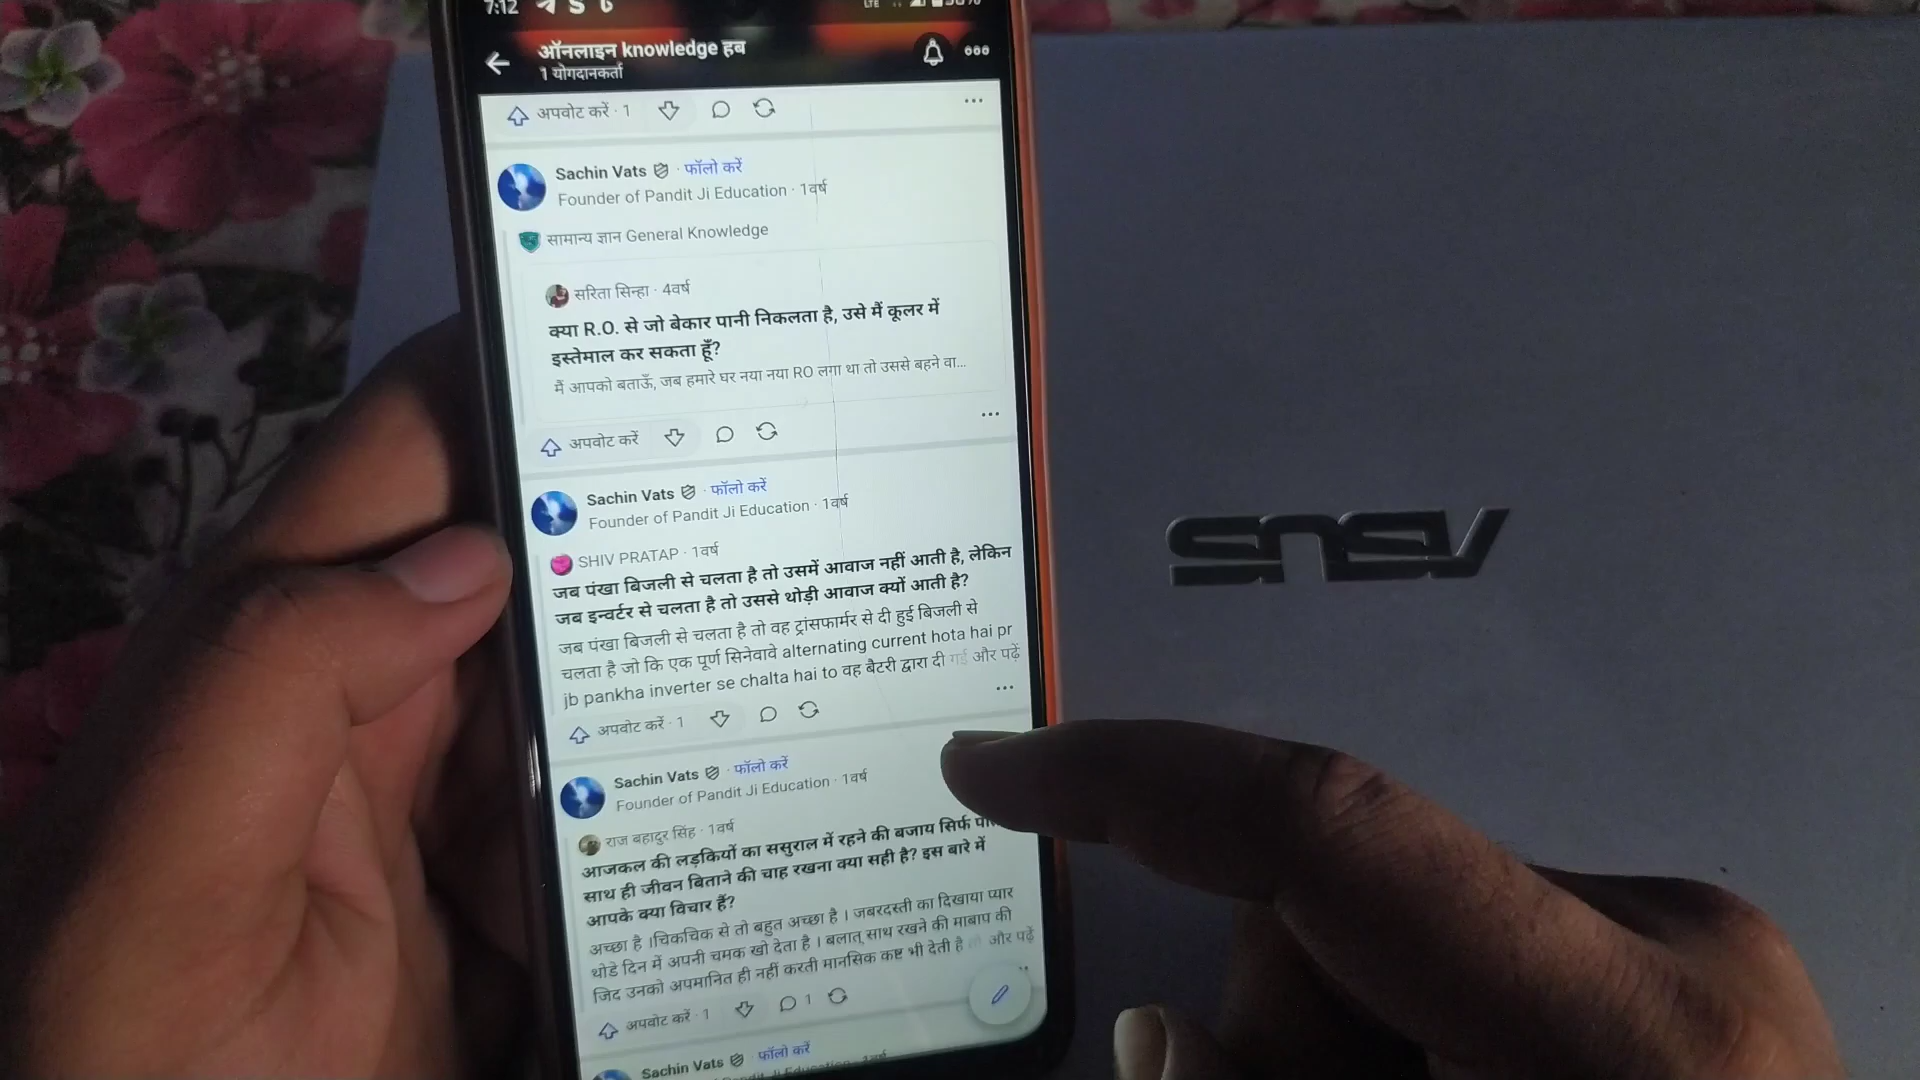 7:12
LTE
ऑनलाइन knowledge हब
1 योगदानकर्ता
अपवोट करें · 1
Sachin Vats · फॉलो करें
Founder of Pandit Ji Education · 1वर्ष
सामान्य ज्ञान General Knowledge
सरिता सिन्हा · 4वर्ष
क्या R.O. से जो बेकार पानी निकलता है, उसे मैं कूलर में
इस्तेमाल कर सकता हूँ?
मैं आपको बताऊँ, जब हमारे घर नया नया RO लगा था तो उससे बहने वा...
अपवोट करें
Sachin Vats · फॉलो करें
Founder of Pandit Ji Education · 1वर्ष
SHIV PRATAP · 1वर्ष
जब पंखा बिजली से चलता है तो उसमें आवाज नहीं आती है, लेकिन
जब इन्वर्टर से चलता है तो उससे थोड़ी आवाज क्यों आती है?
जब पंखा बिजली से चलता है तो वह ट्रांसफार्मर से दी हुई बिजली से
चलता है जो कि एक पूर्ण सिनेवावे alternating current hota hai pr
jb pankha inverter se chalta hai to वह बैटरी द्वारा दी गई और पढ़ें
अपवोट करें · 1
Sachin Vats · फॉलो करें
Founder of Pandit Ji Education · 1वर्ष
राज बहादुर सिंह · 1वर्ष
आजकल की लड़कियों का ससुराल में रहने की बजाय सिर्फ
साथ ही जीवन बिताने की चाह रखना क्या सही है? इस बारे में
आपके क्या विचार हैं?
अच्छा है ।चिकचिक से तो बहुत अच्छा है । जबरदस्ती का दिखाया प्यार
थोडे दिन में अपनी चमक खो देता है । बलात् साथ रखने की माबाप की
जिद उनको अपमानित ही नहीं करती मानसिक कष्ट भी देती है और पढ़ें
अपवोट करें · 1
1
Sachin Vats · फॉलो करें
ASUS